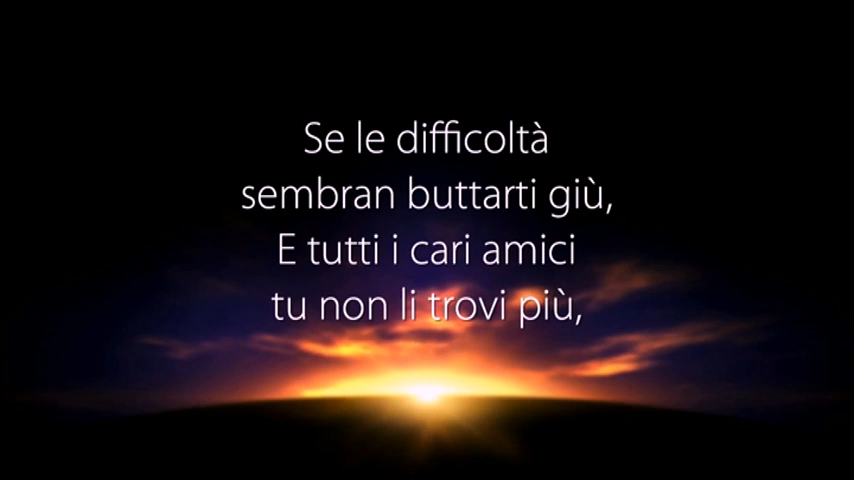 Se le difficoltà
sembran buttarti giù,
E tutti i cari amici
tu non li trovi più,